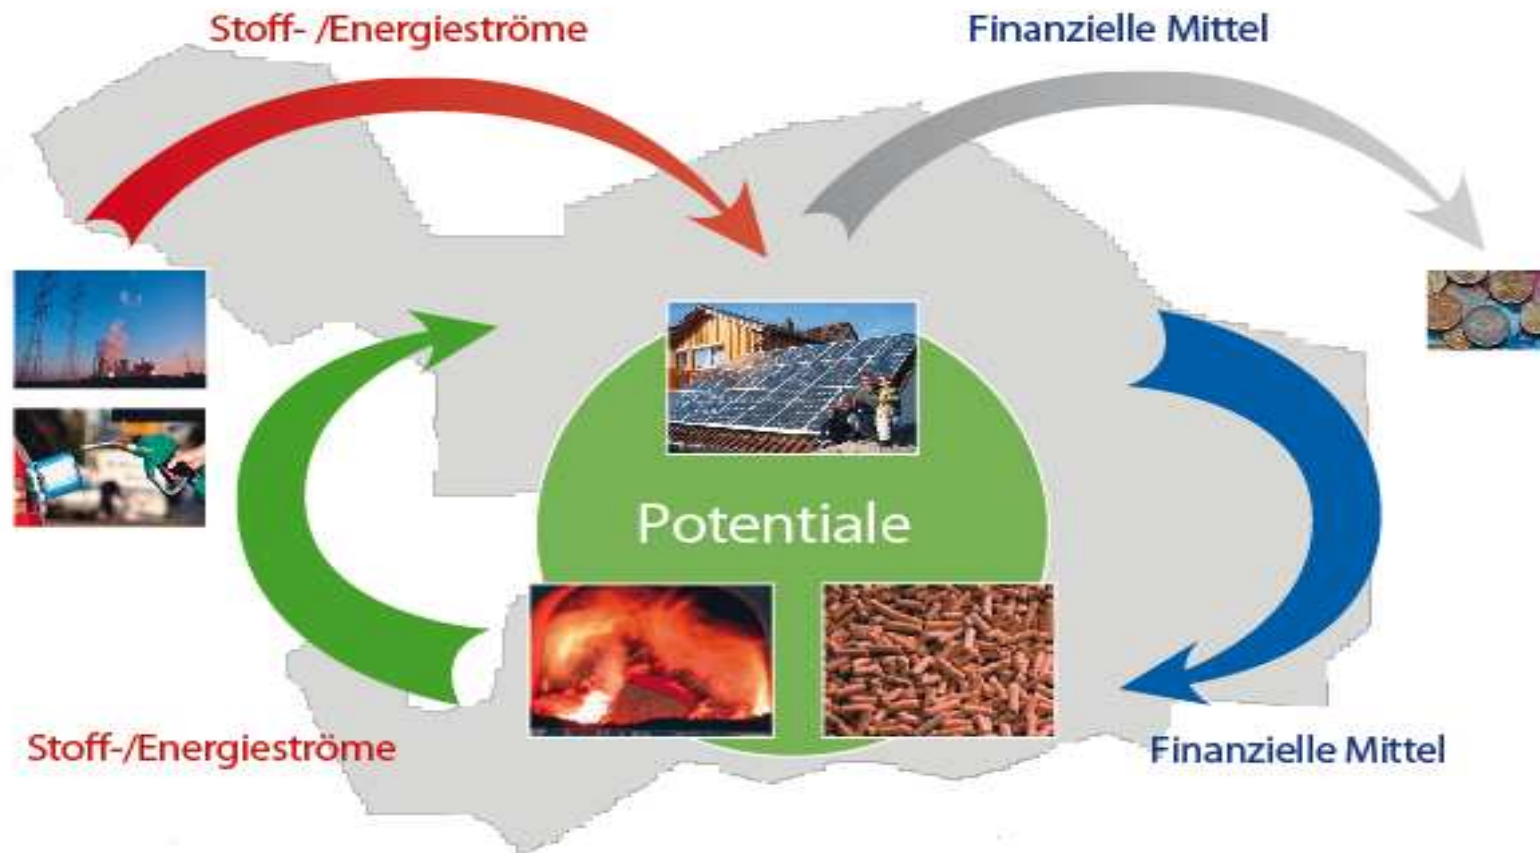 Stoff- /Energieströme
Finanzielle Mittel
Potentiale
Stoff-/Energieströme
Finanzielle Mittel